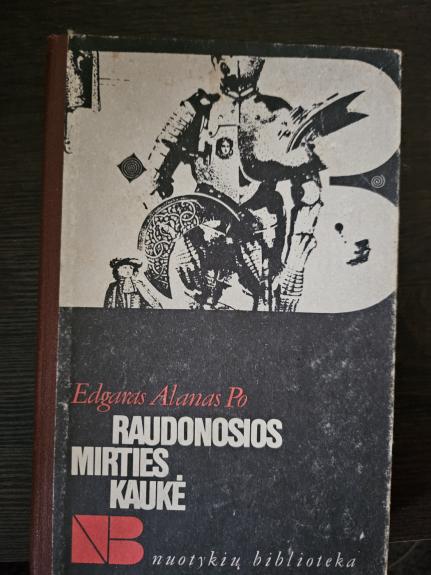 Edgaras Alanas Po
RAUDONOSIOS
MIRTIES
KAUKĖ
NB
nuotykių biblioteka